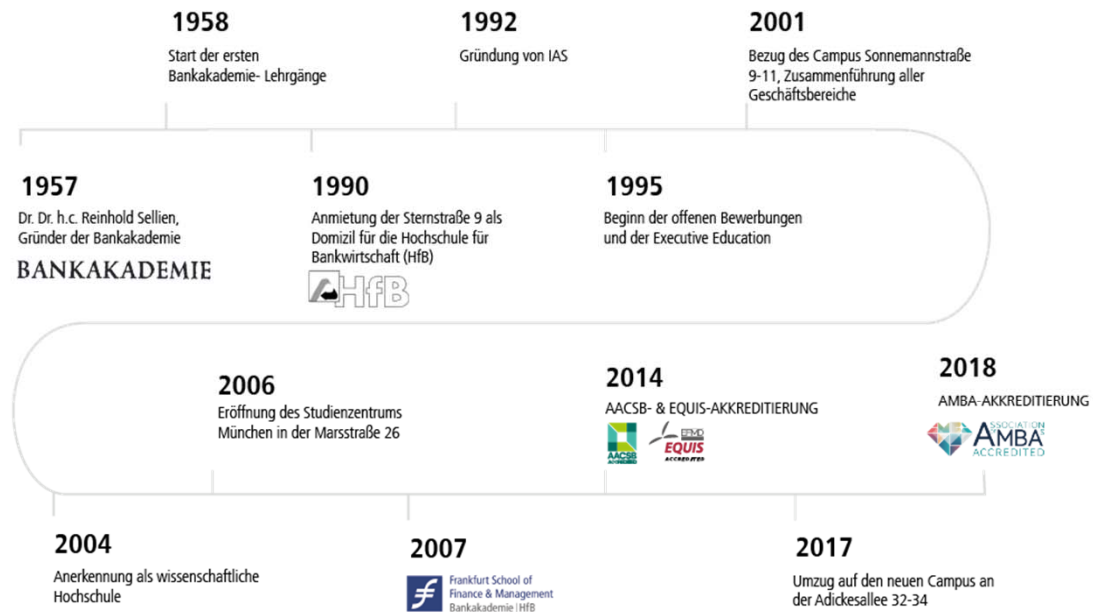 1958
Start der ersten
Bankakademie- Lehrgänge
1992
Gründung von IAS
2001
Bezug des Campus Sonnemannstraße
9-11, Zusammenführung aller
Geschäftsbereiche
1957
Dr. Dr. h.c. Reinhold Sellien,
Gründer der Bankakademie
BANKAKADEMIE
1990
Anmietung der Sternstraße 9 als
Domizil für die Hochschule für
Bankwirtschaft (HfB)
HfB
1995
Beginn der offenen Bewerbungen
und der Executive Education
2006
Eröffnung des Studienzentrums
München in der Marsstraße 26
2014
AACSB- & EQUIS-AKKREDITIERUNG
AACSB
ACCREDITED
EFMD
EQUIS
ACCREDITED
2018
AMBA-AKKREDITIERUNG
ASSOCIATION
AMBA
ACCREDITED
2004
Anerkennung als wissenschaftliche
Hochschule
2007
Frankfurt School of
Finance & Management
Bankakademie | HfB
2017
Umzug auf den neuen Campus an
der Adickesallee 32-34